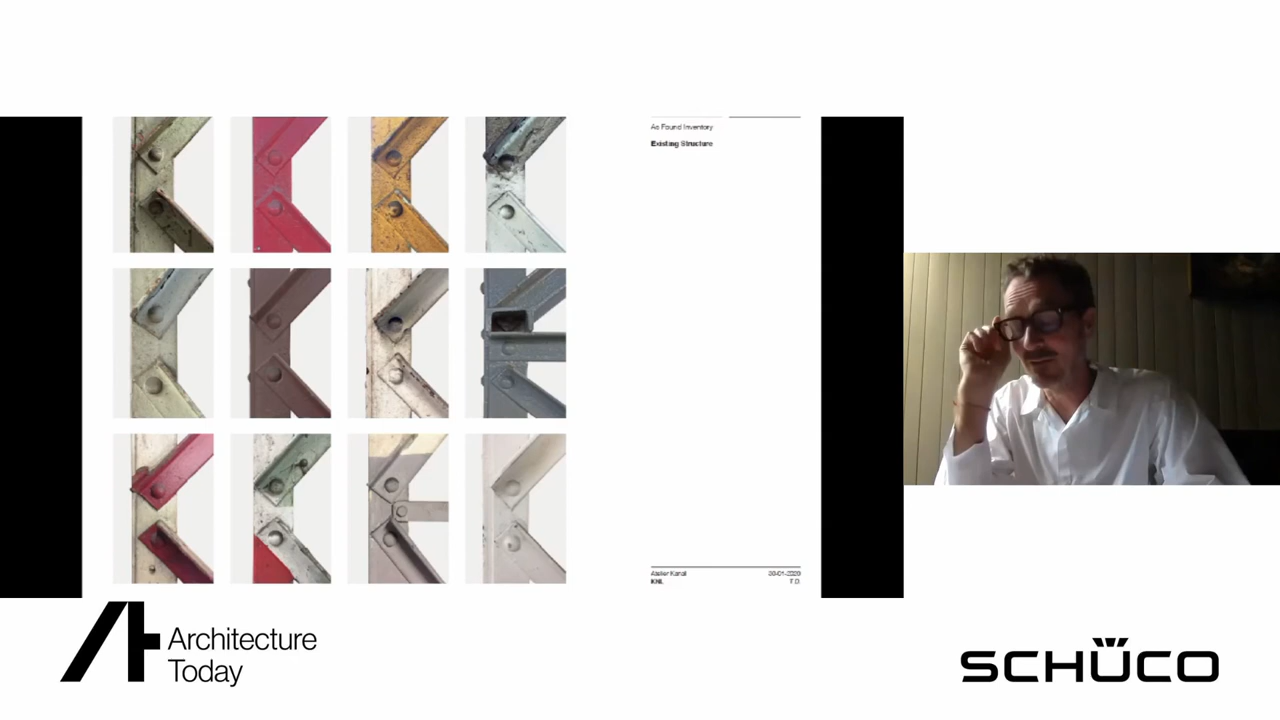 As Found Inventory
Existing Structure
Atelier Kanal
KNL
T.O.
Architecture
Today
SCHÜCO